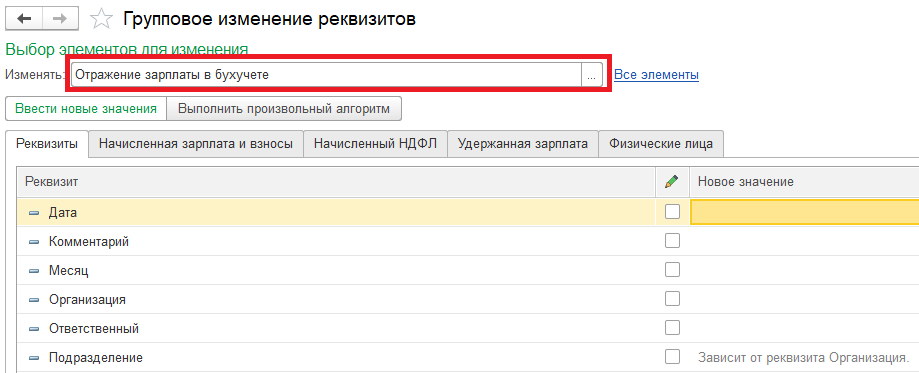 Групповое изменение реквизитов
Выбор элементов для изменения
Изменять: Отражение зарплаты в бухучете ... Все элементы
Ввести новые значения Выполнить произвольный алгоритм
Реквизиты Начисленная зарплата и взносы Начисленный НДФЛ Удержанная зарплата Физические лица
Реквизит Новое значение
Дата
Комментарий
Месяц
Организация
Ответственный
Подразделение Зависит от реквизита Организация.